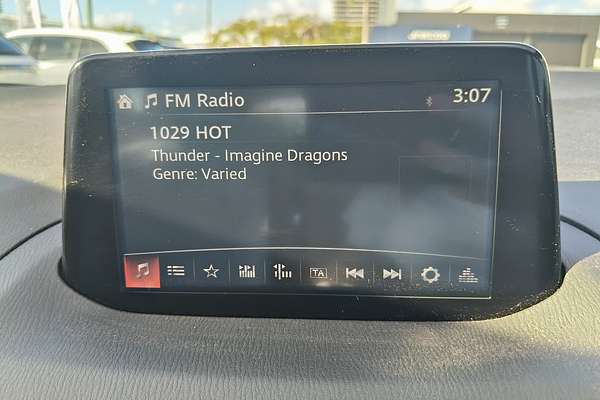 FM Radio
3:07
1029 HOT
Thunder - Imagine Dragons
Genre: Varied
TA